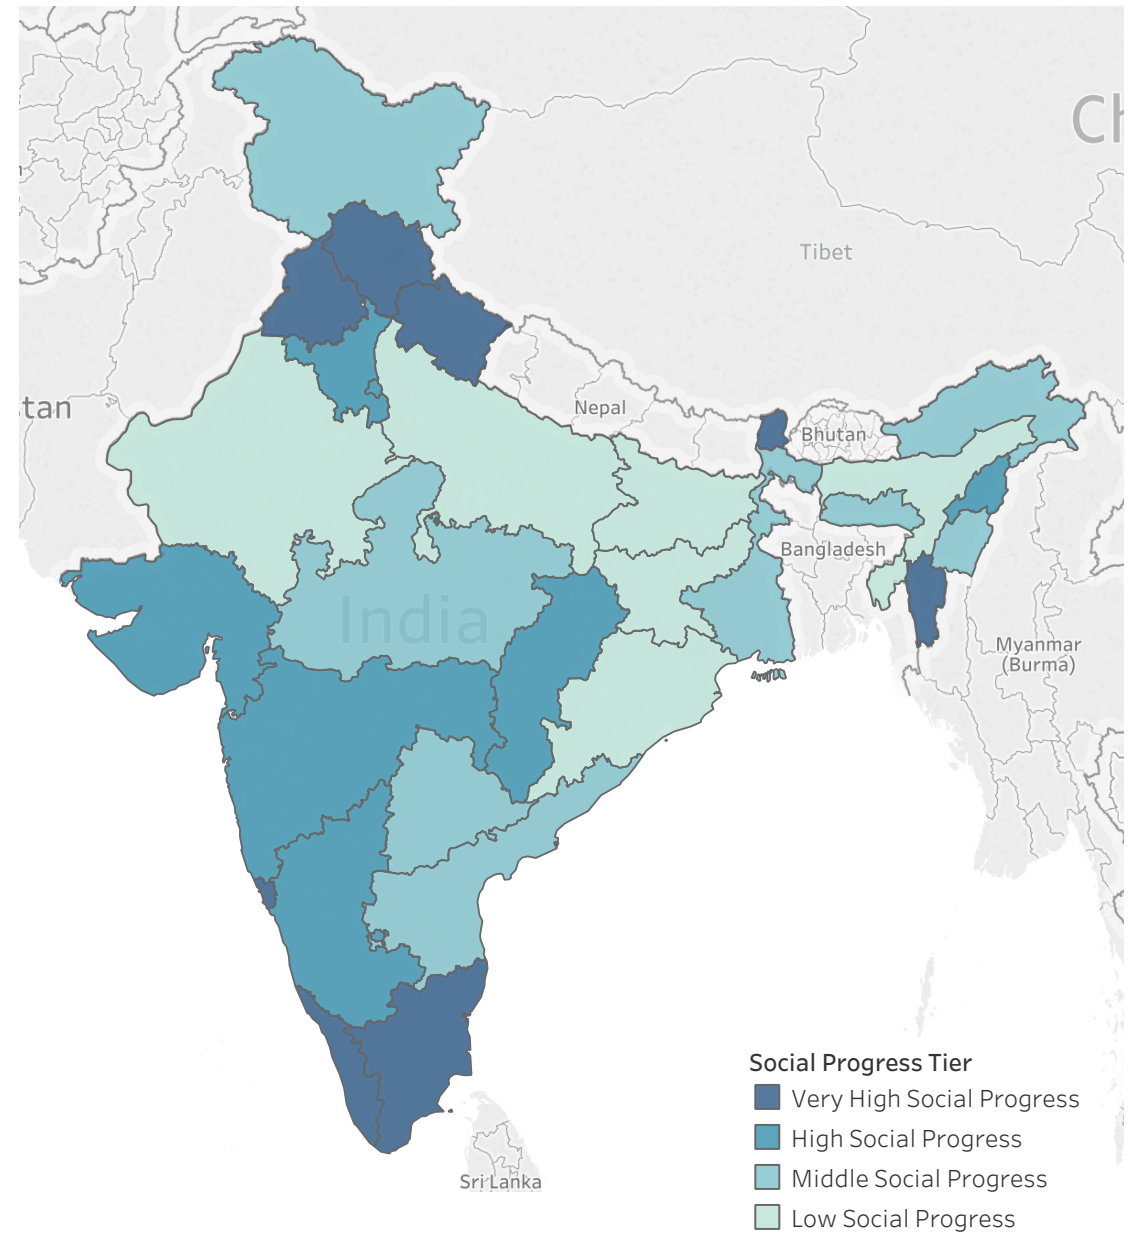 Ch
Tibet
tan
Nepal
Bhutan
Bangladesh
India
Myanmar
(Burma)
Sri Lanka
Social Progress Tier
Very High Social Progress
High Social Progress
Middle Social Progress
Low Social Progress